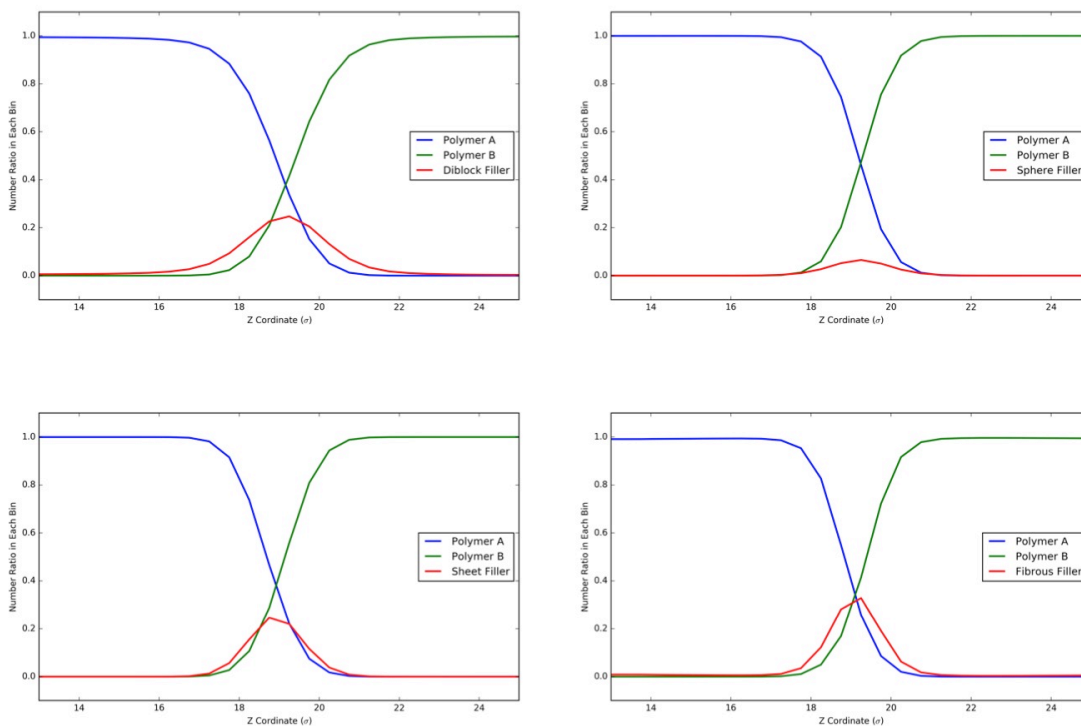 Number Ratio in Each Bin
1.0
0.8
0.6
0.4
0.2
0.0
Polymer A
Polymer B
Diblock Filler
14 16 18 20 22 24
Z Cordinate (σ)
Number Ratio in Each Bin
1.0
0.8
0.6
0.4
0.2
0.0
Polymer A
Polymer B
Sphere Filler
14 16 18 20 22 24
Z Cordinate (σ)
Number Ratio in Each Bin
1.0
0.8
0.6
0.4
0.2
0.0
Polymer A
Polymer B
Sheet Filler
14 16 18 20 22 24
Z Cordinate (σ)
Number Ratio in Each Bin
1.0
0.8
0.6
0.4
0.2
0.0
Polymer A
Polymer B
Fibrous Filler
14 16 18 20 22 24
Z Cordinate (σ)